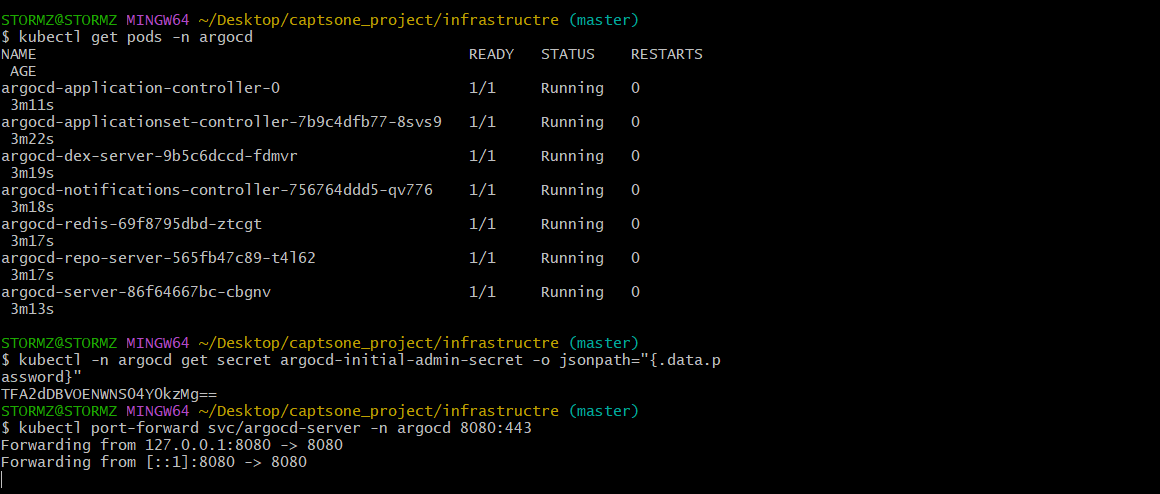 STORMZ@STORMZ MINGW64 ~/Desktop/captsone_project/infrastructre (master)
$ kubectl get pods -n argocd
NAME READY STATUS RESTARTS
AGE
argocd-application-controller-0 1/1 Running 0
3m11s
argocd-applicationset-controller-7b9c4dfb77-8svs9 1/1 Running 0
3m22s
argocd-dex-server-9b5c6dccd-fdmvr 1/1 Running 0
3m19s
argocd-notifications-controller-756764ddd5-qv776 1/1 Running 0
3m18s
argocd-redis-69f8795dbd-ztcgt 1/1 Running 0
3m17s
argocd-repo-server-565fb47c89-t4l62 1/1 Running 0
3m17s
argocd-server-86f64667bc-cbgnv 1/1 Running 0
3m13s
STORMZ@STORMZ MINGW64 ~/Desktop/captsone_project/infrastructre (master)
$ kubectl -n argocd get secret argocd-initial-admin-secret -o jsonpath="{.data.p
assword}"
TFA2dDBVOENWNS04Y0kzMg==
STORMZ@STORMZ MINGW64 ~/Desktop/captsone_project/infrastructre (master)
$ kubectl port-forward svc/argocd-server -n argocd 8080:443
Forwarding from 127.0.0.1:8080 -> 8080
Forwarding from [::1]:8080 -> 8080